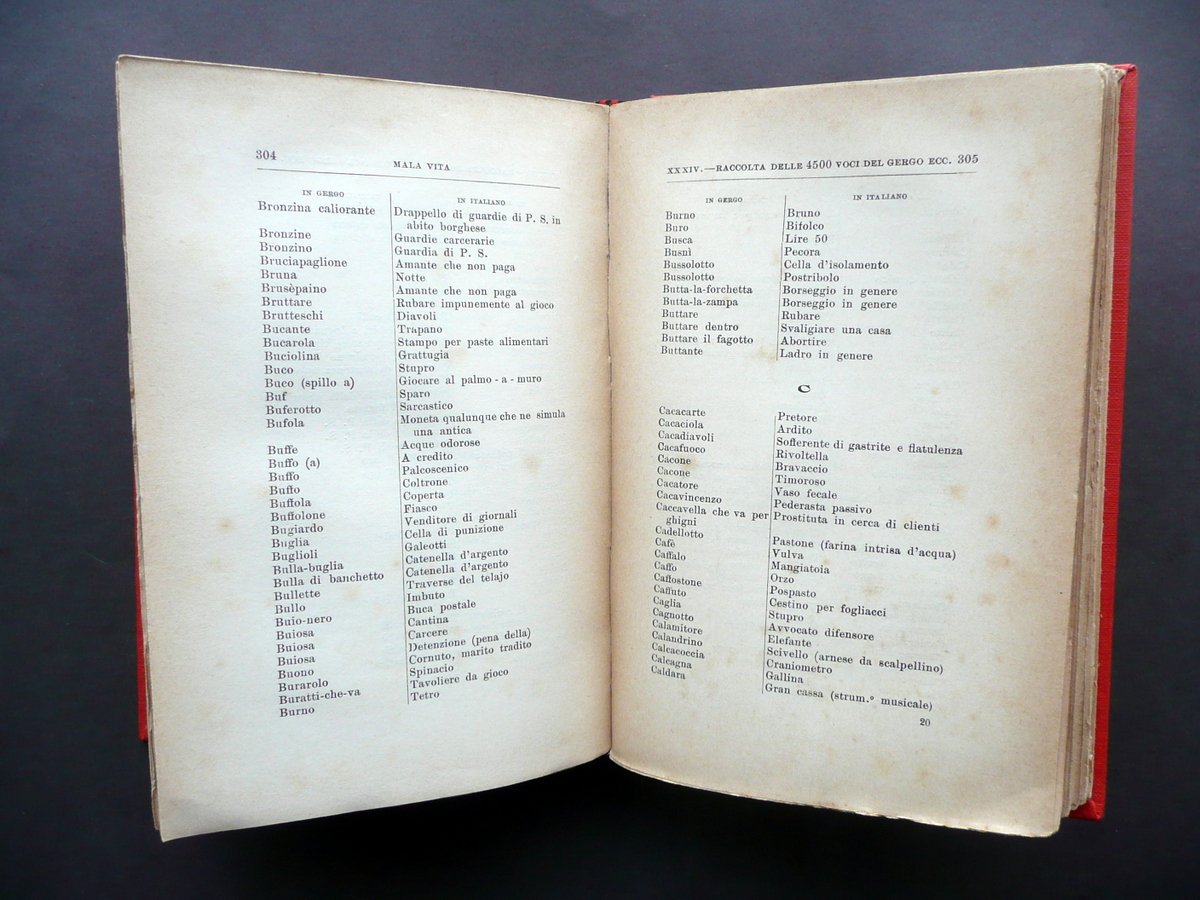 304
MALA VITA
IN GERGO IN ITALIANO
Bronzina caliorante Drappello di guardie di P. S. in
abito borghese
Bronzine Guardie carcerarie
Bronzino Guardia di P. S.
Bruciapaglione Amante che non paga
Bruna Notte
Brusèpaino Amante che non paga
Bruttare Rubare impunemente al gioco
Brutteschi Diavoli
Bucante Trapano
Bucarola Stampo per paste alimentari
Buciolina Grattugia
Buco Stupro
Buco (spillo a) Giocare al palmo - a - muro
Buf Sparo
Buferotto Sarcastico
Bufola Moneta qualunque che ne simula
una antica
Buffe Acque odorose
Buffo (a) A credito
Buffo Palcoscenico
Buffo Coltrone
Buffola Coperta
Buffolone Fiasco
Bugiardo Venditore di giornali
Buglia Cella di punizione
Buglioli Galeotti
Bulla-buglia Catenella d'argento
Bulla di banchetto Catenella d'argento
Bullette Traverse del telajo
Bullo Imbuto
Buio-nero Buca postale
Buiosa Cantina
Buiosa Carcere
Buiosa Detenzione (pena della)
Buono Cornuto, marito tradito
Burarolo Spinacio
Buratti-che-va Tavoliere da gioco
Burno Tetro
XXXIV.—RACCOLTA DELLE 4500 VOCI DEL GERGO ECC. 305
IN GERGO IN ITALIANO
Burno Bruno
Buro Bifolco
Busca Lire 50
Busnì Pecora
Bussolotto Cella d'isolamento
Bussolotto Postribolo
Butta-la-forchetta Borseggio in genere
Butta-la-zampa Borseggio in genere
Buttare Rubare
Buttare dentro Svaligiare una casa
Buttare il fagotto Abortire
Buttante Ladro in genere
C
Cacacarte Pretore
Cacaciola Ardito
Cacadiavoli Sofferente di gastrite e flatulenza
Cacafuoco Rivoltella
Cacone Bravaccio
Cacone Timoroso
Cacatore Vaso fecale
Cacavincenzo Pederasta passivo
Caccavella che va per Prostituta in cerca di clienti
ghigni
Cadellotto Pastone (farina intrisa d'acqua)
Cafè Vulva
Caffalo Mangiatoia
Caffo Orzo
Caffostone Pospasto
Caffuto Cestino per fogliacci
Caglia Stupro
Cagnotto Avvocato difensore
Calamitore Elefante
Calandrino Scivello (arnese da scalpellino)
Calcacoccia Craniometro
Calcagna Gallina
Caldara Gran cassa (strum.º musicale)
20